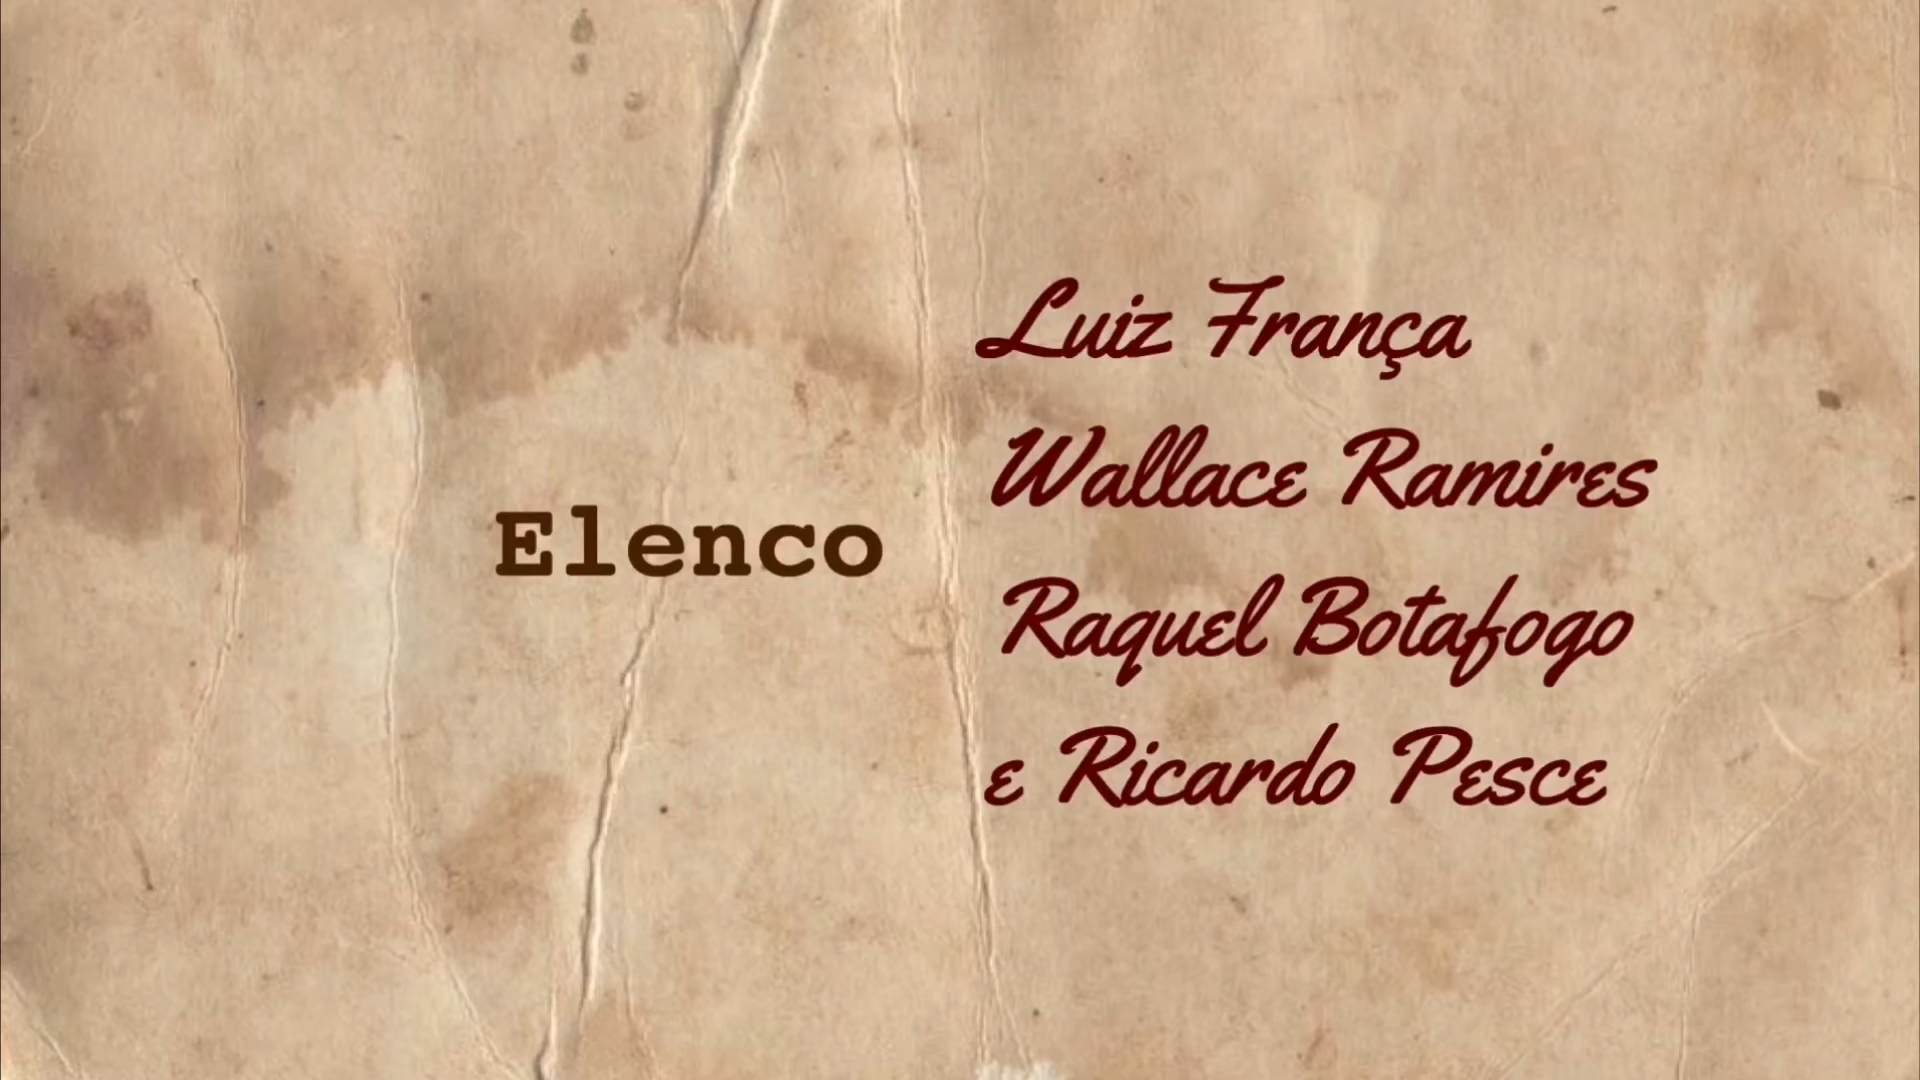 Elenco
Luiz França
Wallace Ramires
Raquel Botafogo
e Ricardo Pesce